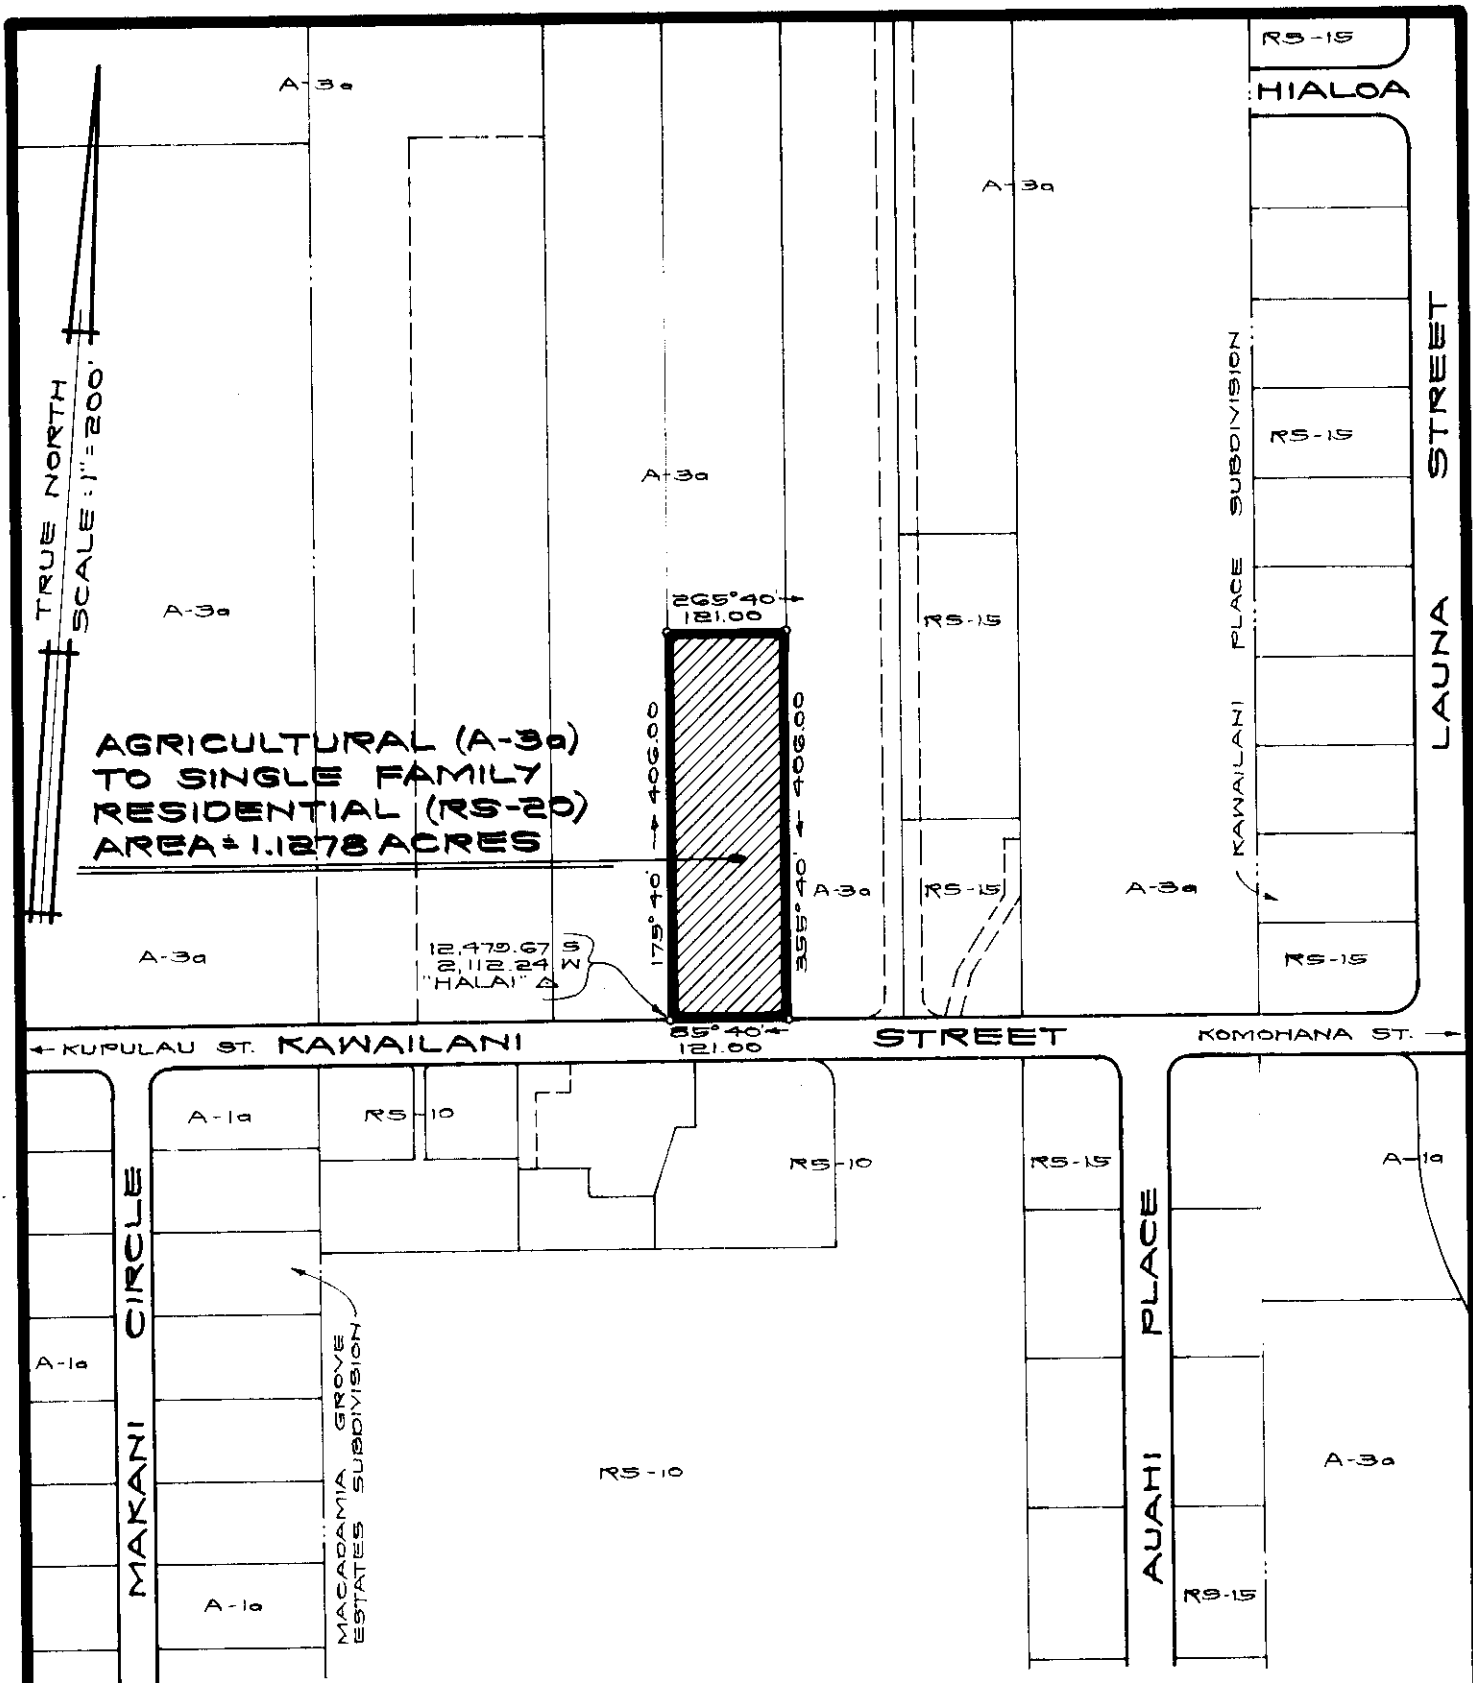 RS-15
A-3a
HIALOA
A-3a
TRUE NORTH
SCALE: 1"=200'
STREET
LAUNA
KAWAILANI PLACE SUBDIVISION
RS-15
A-3a
A-3a
265°40'
121.00
RS-15
AGRICULTURAL (A-3a)
TO SINGLE FAMILY
RESIDENTIAL (RS-20)
AREA = 1.1278 ACRES
175°40' 406.00
355°40' 406.00
A-3a
RS-15
A-3a
A-3a
12,479.67 S
2,112.24 W
"HALAI" △
RS-15
85°40'
121.00
KUPULAU ST.
KAWAILANI STREET
KOMOHANA ST.
A-1a
RS-10
RS-10
RS-15
A-1a
MAKANI CIRCLE
AUAHI PLACE
A-1a
MACADAMIA GROVE
ESTATES SUBDIVISION
RS-10
A-3a
A-1a
RS-15